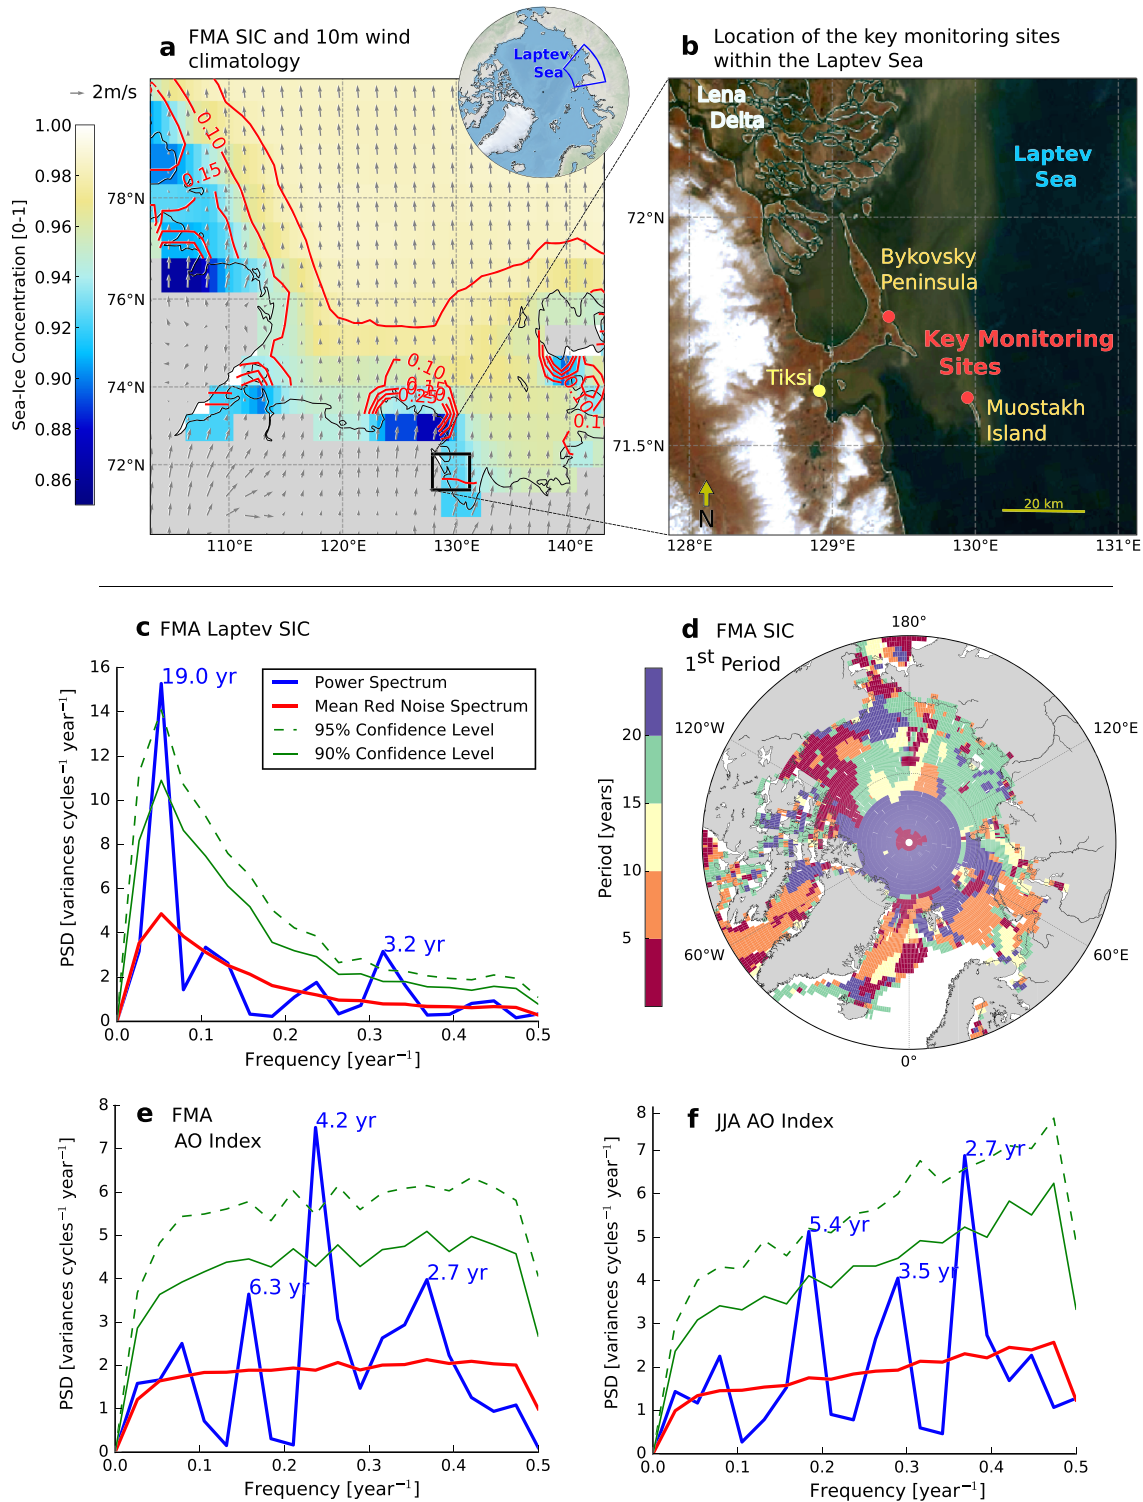 a FMA SIC and 10m wind
climatology
Laptev
Sea
b Location of the key monitoring sites
within the Laptev Sea
2m/s
Sea-Ice Concentration [0-1]
1.00
0.98
0.96
0.94
0.92
0.90
0.88
0.86
78°N
76°N
74°N
72°N
110°E
120°E
130°E
140°E
0.10
0.15
0.10
0.15
0.25
Lena
Delta
Laptev
Sea
Bykovsky
Peninsula
Key Monitoring
Sites
Tiksi
Muostakh
Island
N
20 km
72°N
71.5°N
128°E
129°E
130°E
131°E
c FMA Laptev SIC
PSD [variances cycles⁻¹ year⁻¹]
16
14
12
10
8
6
4
2
0
19.0 yr
3.2 yr
Power Spectrum
Mean Red Noise Spectrum
95% Confidence Level
90% Confidence Level
0.0
0.1
0.2
0.3
0.4
0.5
Frequency [year⁻¹]
d FMA SIC
1st Period
Period [years]
20
15
10
5
180°
120°W
120°E
60°W
60°E
0°
e FMA
AO Index
PSD [variances cycles⁻¹ year⁻¹]
8
7
6
5
4
3
2
1
0
4.2 yr
6.3 yr
2.7 yr
0.0
0.1
0.2
0.3
0.4
0.5
Frequency [year⁻¹]
f JJA AO Index
PSD [variances cycles⁻¹ year⁻¹]
8
7
6
5
4
3
2
1
0
2.7 yr
5.4 yr
3.5 yr
0.0
0.1
0.2
0.3
0.4
0.5
Frequency [year⁻¹]